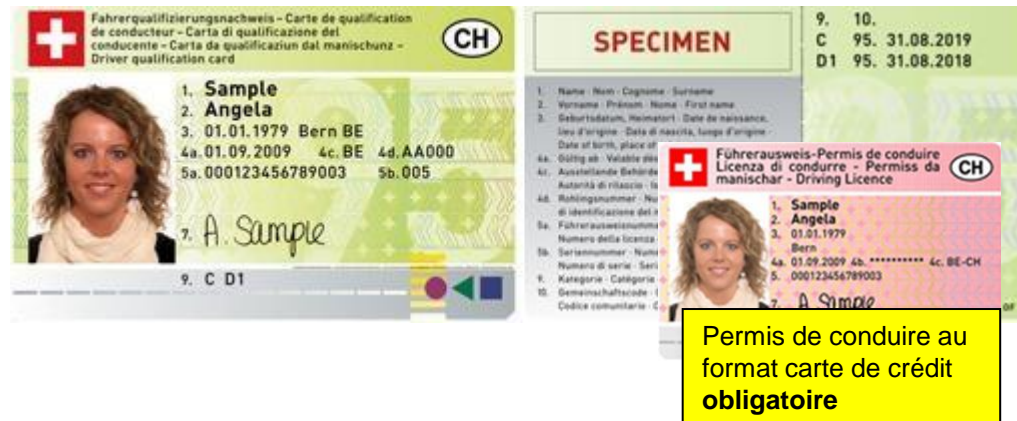 Fahrerqualifizierungsnachweis – Carte de qualification
de conducteur – Carta di qualificazione del
conducente – Carta da qualificaziun dal manischunz –
Driver qualification card
CH
1. Sample
2. Angela
3. 01.01.1979 Bern BE
4a. 01.09.2009 4c. BE 4d. AA000
5a. 000123456789003 5b. 005
7. A. Sample
9. C D1
SPECIMEN
9. 10.
C 95. 31.08.2019
D1 95. 31.08.2018
1. Name · Nom · Cognome · Surname
2. Vorname · Prénom · Nome · First name
3. Geburtsdatum, Heimatort · Date de naissance,
lieu d'origine · Data di nascita, luogo d'origine ·
Date of birth, place of
4a. Gültig ab · Valable dès
4c. Ausstellende Behörde
Autorità di rilascio
4d. Rohlingsnummer
di identificazione del
5a. Führerausweisnummer
Numero della licenza
5b. Seriennummer
Numero di serie
9. Kategorie · Catégorie
10. Gemeinschaftscode
Codice comunitario
OF
Führerausweis-Permis de conduire
Licenza di condurre - Permiss da
manischar - Driving Licence
CH
1. Sample
2. Angela
3. 01.01.1979
Bern
4a. 01.09.2009 4b. ********** 4c. BE-CH
5. 000123456789003
7. A. Sample
Permis de conduire au
format carte de crédit
obligatoire